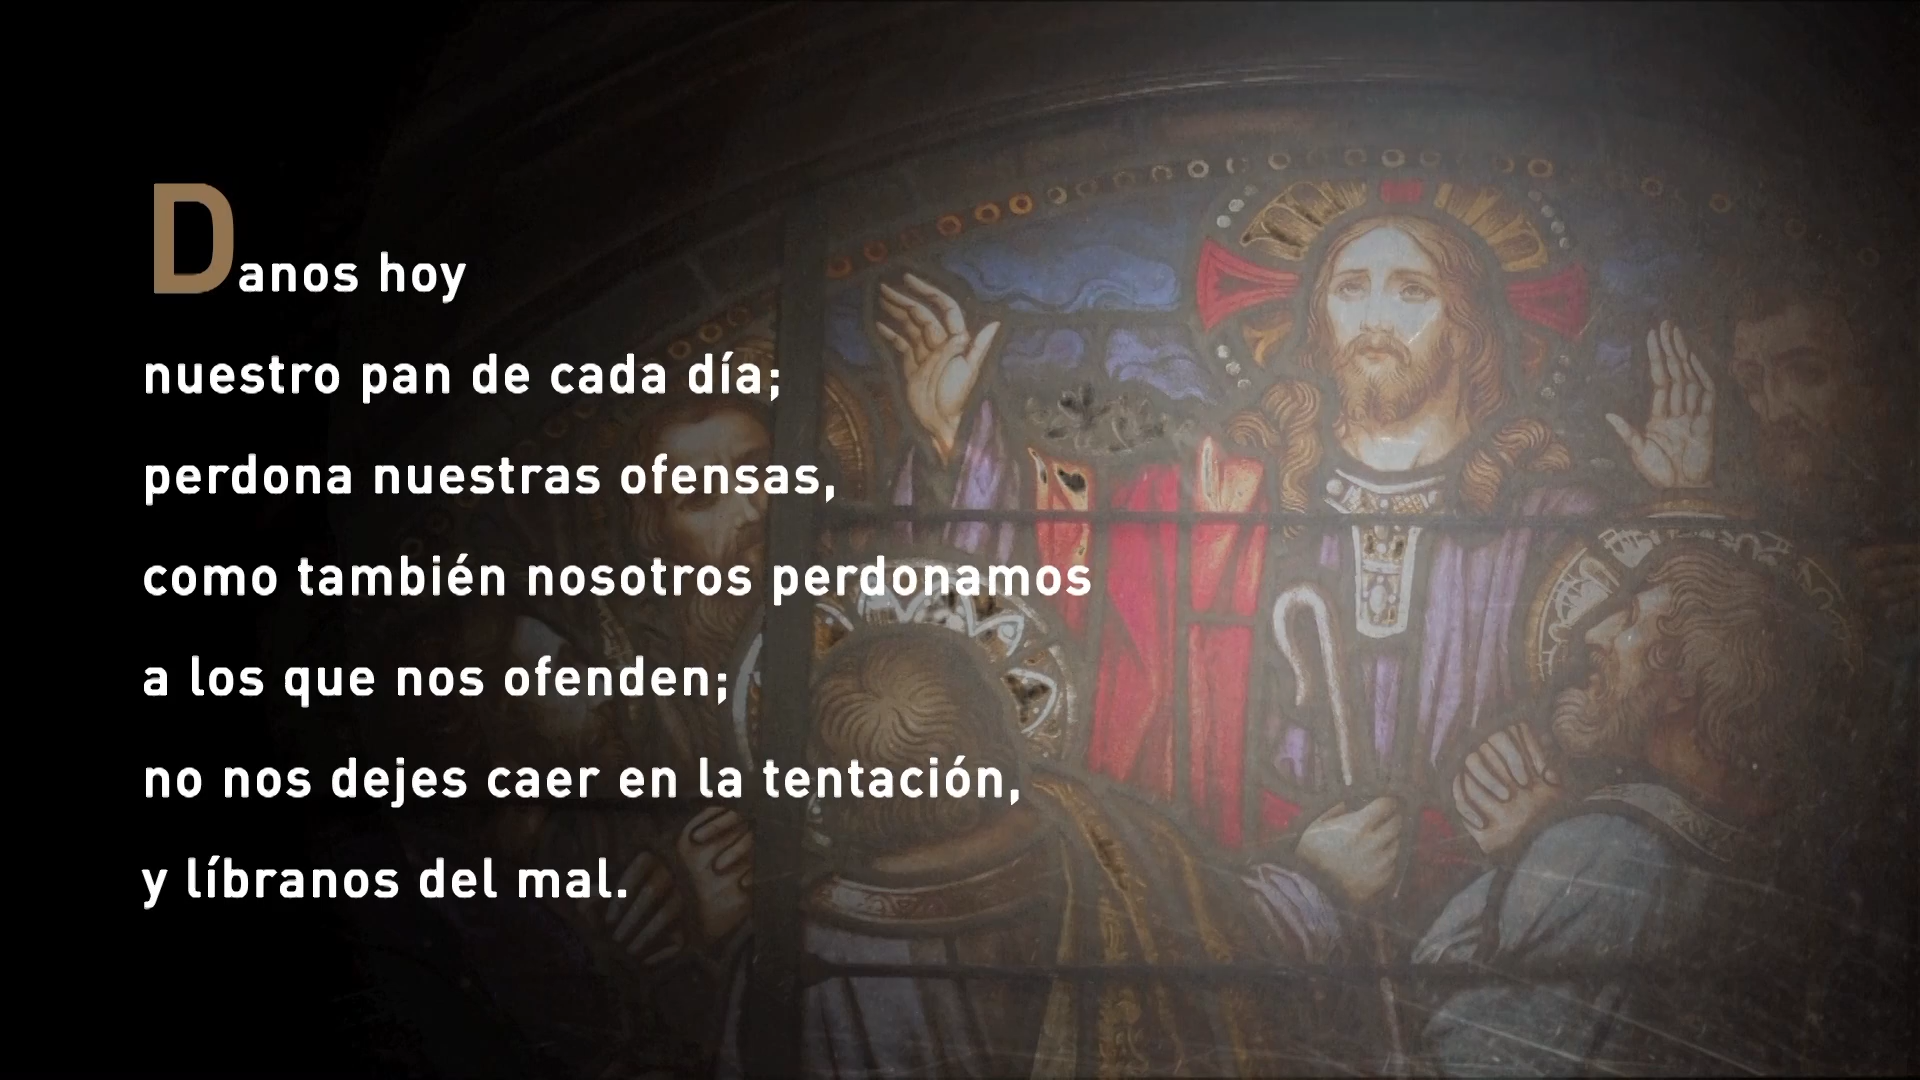 Danos hoy
nuestro pan de cada día;
perdona nuestras ofensas,
como también nosotros perdonamos
a los que nos ofenden;
no nos dejes caer en la tentación,
y líbranos del mal.